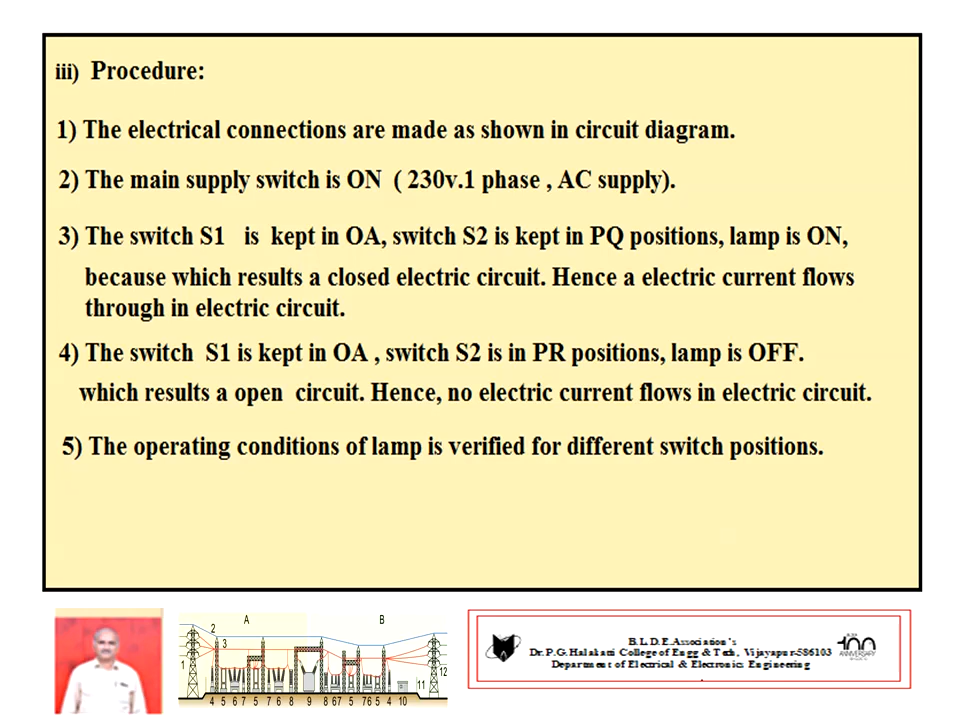 iii) Procedure:
1) The electrical connections are made as shown in circuit diagram.
2) The main supply switch is ON ( 230v.1 phase , AC supply).
3) The switch S1 is kept in OA, switch S2 is kept in PQ positions, lamp is ON,
because which results a closed electric circuit. Hence a electric current flows
through in electric circuit.
4) The switch S1 is kept in OA , switch S2 is in PR positions, lamp is OFF.
which results a open circuit. Hence, no electric current flows in electric circuit.
5) The operating conditions of lamp is verified for different switch positions.
A B
2
3
1
12
11
4 5 6 7 5 7 6 8 9 8 6 7 5 7 6 5 4 10
B.L.D.E.Association's
Dr.P.G.Halakatti College of Engg & Tech, Vijayapur-586103
Department of Electrical & Electronics Engineering
100
ANNIVERSARY